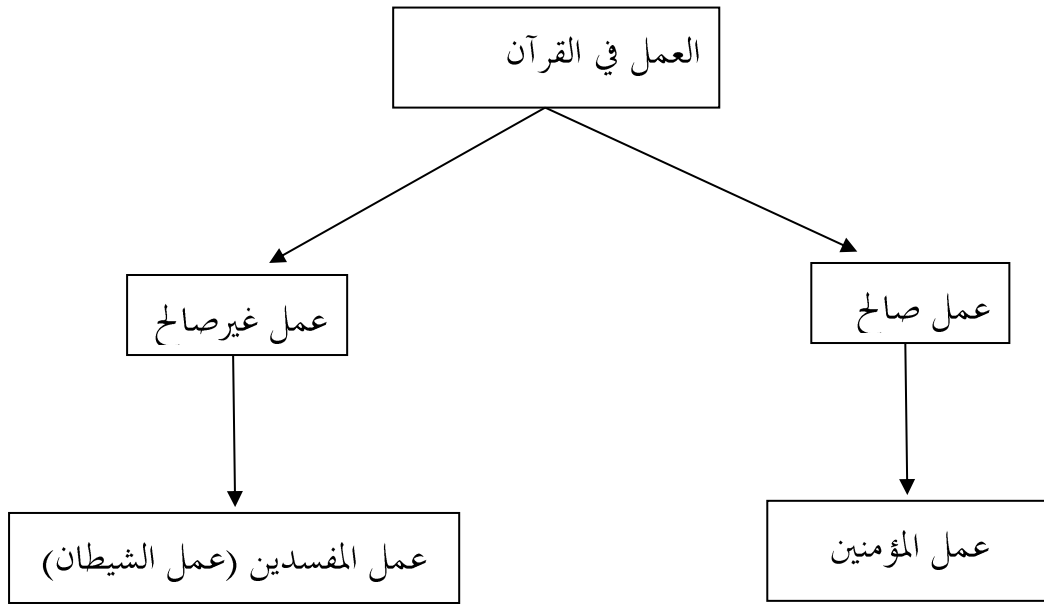 العمل في القرآن
عمل صالح
عمل غيرصالح
عمل المؤمنين
عمل المفسدين (عمل الشيطان)